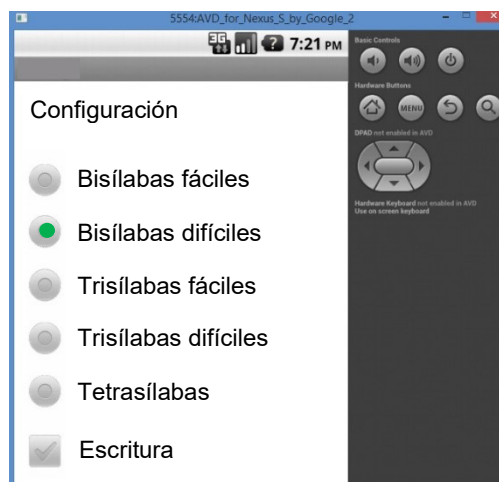 5554:AVD_for_Nexus_S_by_Google_2
3G 7:21 PM
Configuración
Bisílabas fáciles
Bisílabas difíciles
Trisílabas fáciles
Trisílabas difíciles
Tetrasílabas
Escritura
Basic Controls
Hardware Buttons
MENU
DPAD not enabled in AVD
Hardware Keyboard not enabled in AVD
Use on screen keyboard